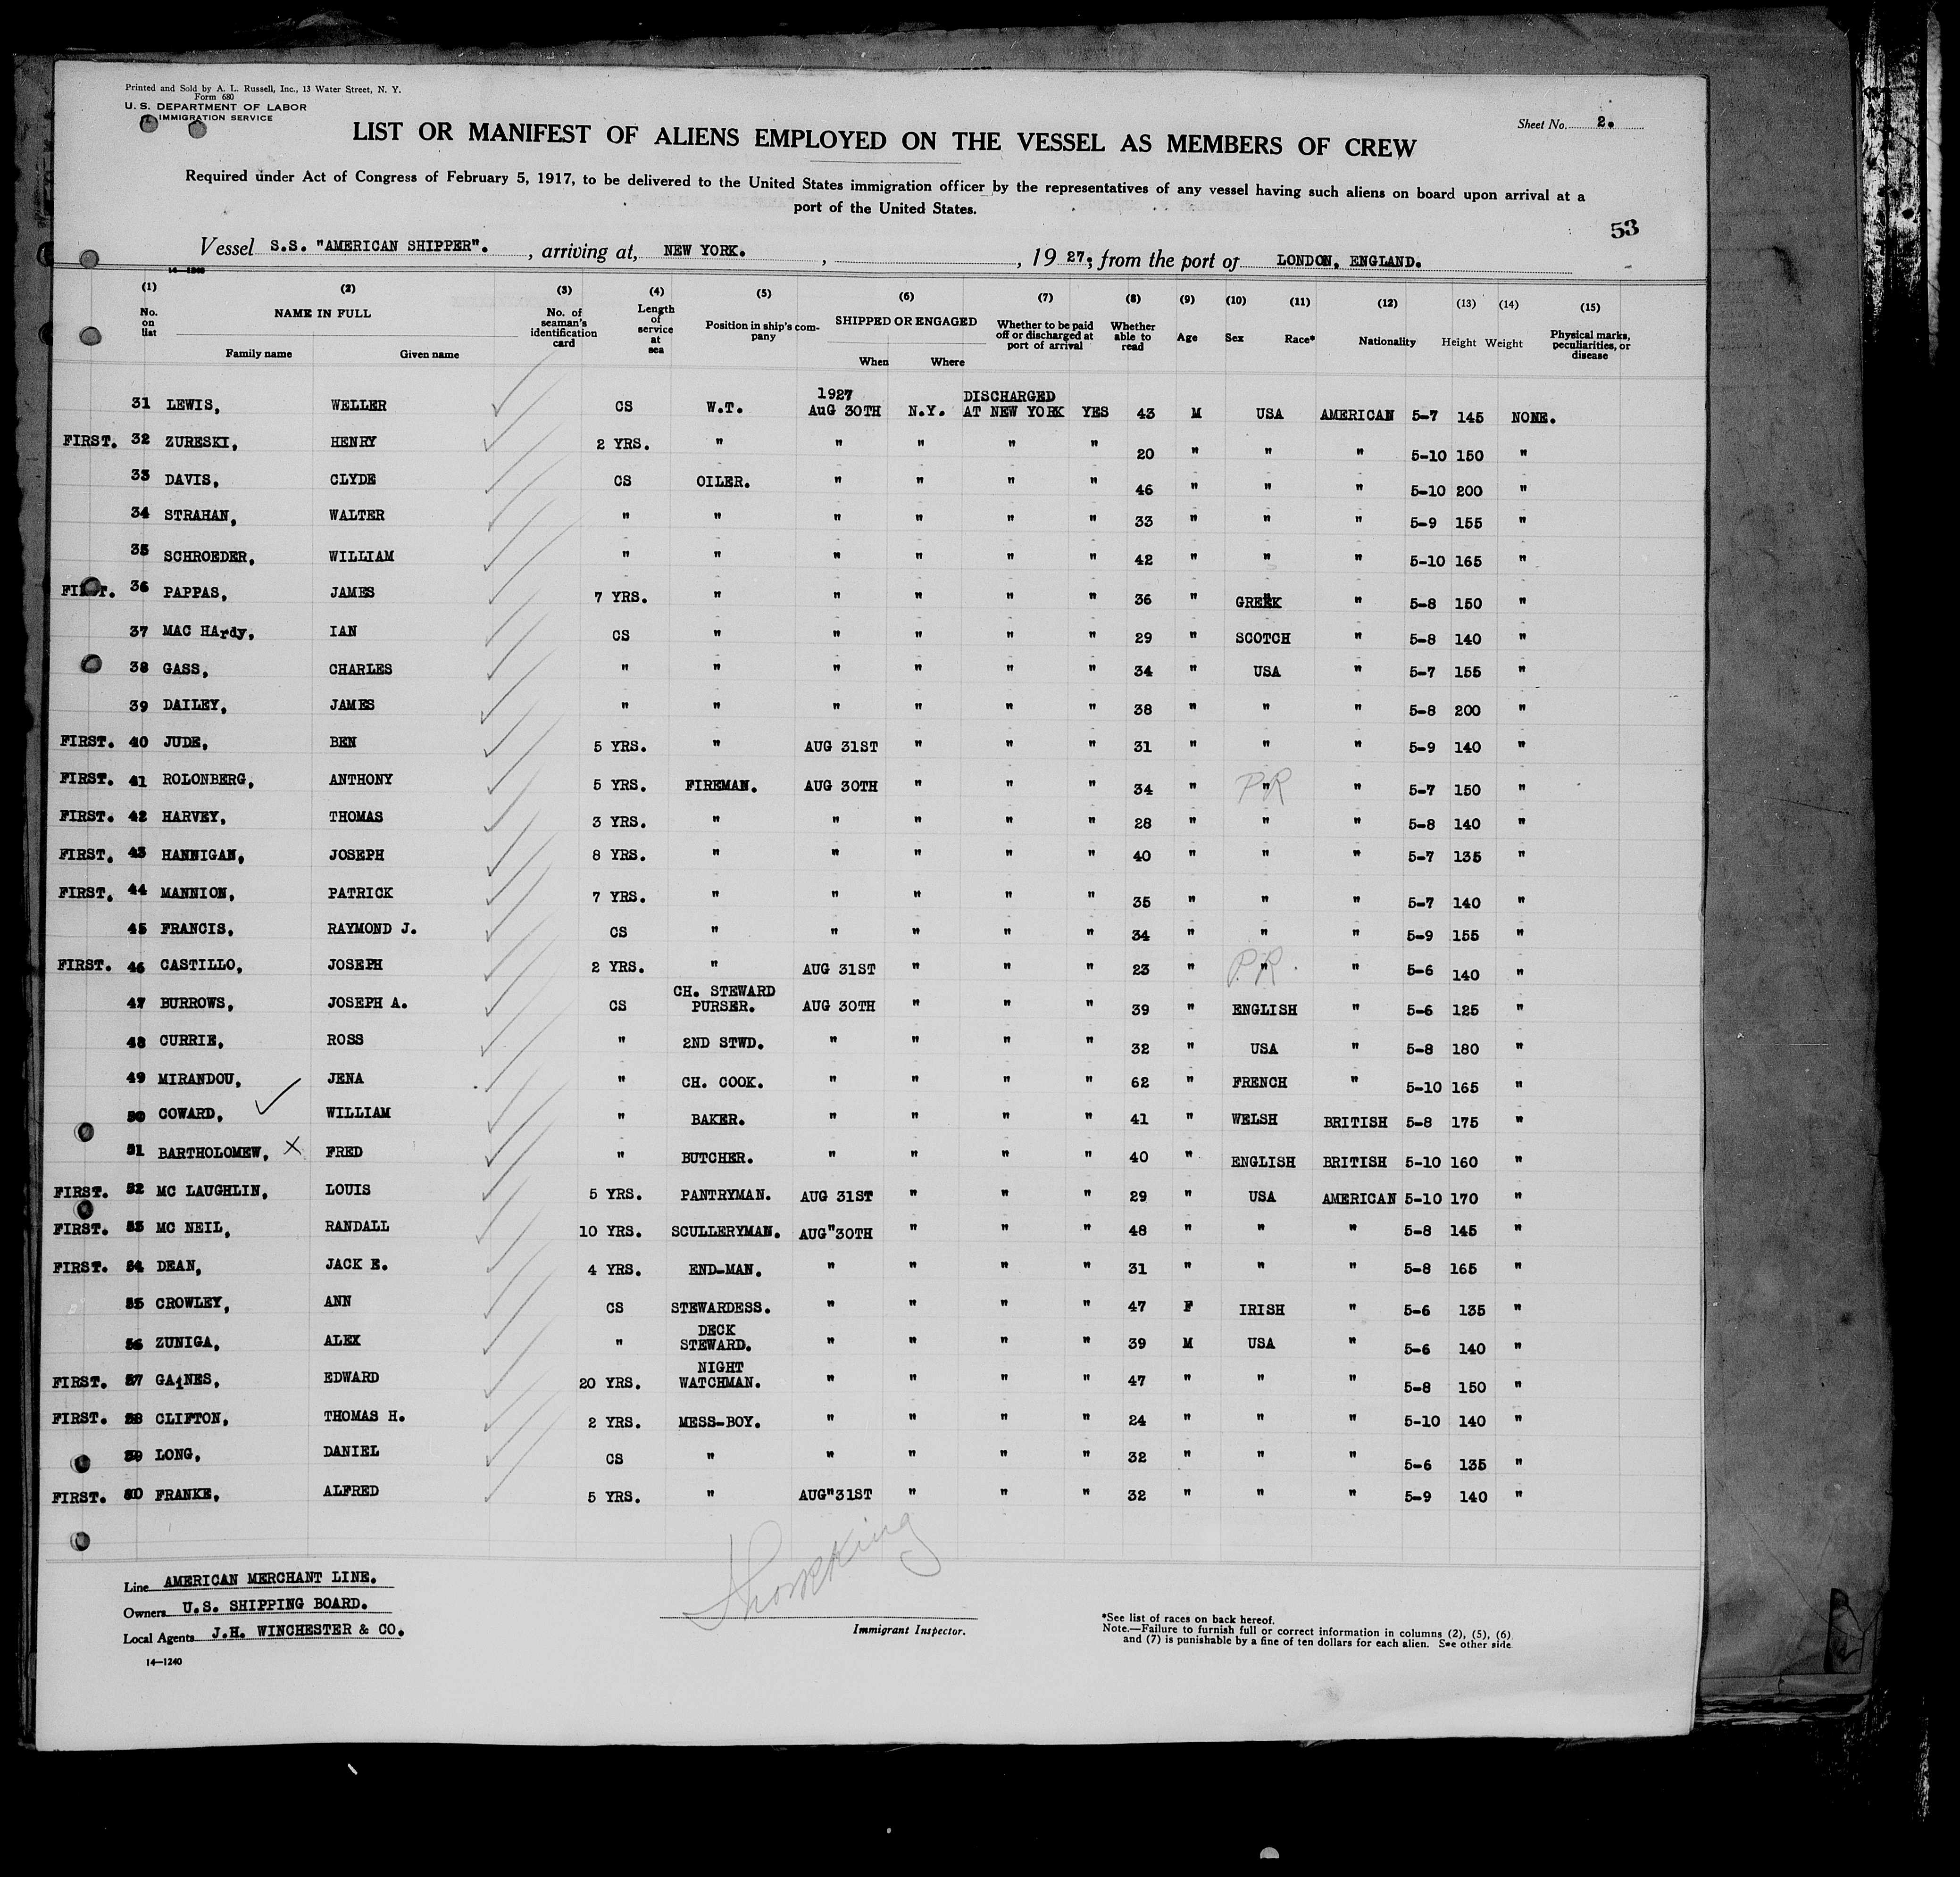 Printed and Sold by A. L. Russell, Inc., 13 Water Street, N. Y.
Form 680
U. S. DEPARTMENT OF LABOR
IMMIGRATION SERVICE
Sheet No. 2.
LIST OR MANIFEST OF ALIENS EMPLOYED ON THE VESSEL AS MEMBERS OF CREW
Required under Act of Congress of February 5, 1917, to be delivered to the United States immigration officer by the representatives of any vessel having such aliens on board upon arrival at a
port of the United States.
53
Vessel S.S. "AMERICAN SHIPPER". , arriving at, NEW YORK. , , 19 27, from the port of LONDON, ENGLAND.
(1) (2) (3) (4) (5) (6) (7) (8) (9) (10) (11) (12) (13) (14) (15)
No. on list NAME IN FULL Family name Given name No. of seaman's identification card Length of service at sea Position in ship's company SHIPPED OR ENGAGED When Where Whether to be paid off or discharged at port of arrival Whether able to read Age Sex Race* Nationality Height Weight Physical marks, peculiarities, or disease
31 LEWIS, WELLER CS W.T. 1927 AuG 30TH N.Y. DISCHARGED AT NEW YORK YES 43 M USA AMERICAN 5-7 145 NONE.
FIRST. 32 ZURESKI, HENRY 2 YRS. " " " " " 20 " " " 5-10 150 "
33 DAVIS, CLYDE CS OILER. " " " " 46 " " " 5-10 200 "
34 STRAHAN, WALTER " " " " " " 33 " " " 5-9 155 "
35 SCHROEDER, WILLIAM " " " " " " 42 " " " 5-10 165 "
FIRST. 36 PAPPAS, JAMES 7 YRS. " " " " " 36 " GREEK " 5-8 150 "
37 MAC HArdy, IAN CS " " " " " 29 " SCOTCH " 5-8 140 "
38 GASS, CHARLES " " " " " " 34 " USA " 5-7 155 "
39 DAILEY, JAMES " " " " " " 38 " " " 5-8 200 "
FIRST. 40 JUDE, BEN 5 YRS. " AUG 31ST " " " 31 " " " 5-9 140 "
FIRST. 41 ROLONBERG, ANTHONY 5 YRS. FIREMAN. AUG 30TH " " " 34 " " PR " 5-7 150 "
FIRST. 42 HARVEY, THOMAS 3 YRS. " " " " " 28 " " " 5-8 140 "
FIRST. 43 HANNIGAN, JOSEPH 8 YRS. " " " " " 40 " " " 5-7 135 "
FIRST. 44 MANNION, PATRICK 7 YRS. " " " " " 35 " " " 5-7 140 "
45 FRANCIS, RAYMOND J. CS " " " " " 34 " " " 5-9 155 "
FIRST. 46 CASTILLO, JOSEPH 2 YRS. " AUG 31ST " " " 23 " " P.R. " 5-6 140 "
47 BURROWS, JOSEPH A. CS CH. STEWARD PURSER. AUG 30TH " " " 39 " ENGLISH " 5-6 125 "
48 CURRIE, ROSS " 2ND STWD. " " " " 32 " USA " 5-8 180 "
49 MIRANDOU, JENA " CH. COOK. " " " " 62 " FRENCH " 5-10 165 "
50 COWARD, WILLIAM " BAKER. " " " " 41 " WELSH BRITISH 5-8 175 "
51 BARTHOLOMEW, X FRED " BUTCHER. " " " " 40 " ENGLISH BRITISH 5-10 160 "
FIRST. 52 MC LAUGHLIN, LOUIS 5 YRS. PANTRYMAN. AUG 31ST " " " 29 " USA AMERICAN 5-10 170 "
FIRST. 53 MC NEIL, RANDALL 10 YRS. SCULLERYMAN. AUG"30TH " " " 48 " " " 5-8 145 "
FIRST. 54 DEAN, JACK E. 4 YRS. END-MAN. " " " " 31 " " " 5-8 165 "
55 CROWLEY, ANN CS STEWARDESS. " " " " 47 F IRISH " 5-6 135 "
56 ZUNIGA, ALEX " DECK STEWARD. " " " " 39 M USA " 5-6 140 "
FIRST. 57 GAiNES, EDWARD 20 YRS. NIGHT WATCHMAN. " " " " 47 " " " 5-8 150 "
FIRST. 58 CLIFTON, THOMAS H. 2 YRS. MESS-BOY. " " " " 24 " " " 5-10 140 "
59 LONG, DANIEL CS " " " " " 32 " " " 5-6 135 "
FIRST. 60 FRANKE, ALFRED 5 YRS. " AUG"31ST " " " 32 " " " 5-9 140 "
Line AMERICAN MERCHANT LINE.
Owners U.S. SHIPPING BOARD.
Local Agents J.H. WINCHESTER & CO.
14—1240
Immigrant Inspector.
*See list of races on back hereof.
Note.—Failure to furnish full or correct information in columns (2), (5), (6)
and (7) is punishable by a fine of ten dollars for each alien. See other side